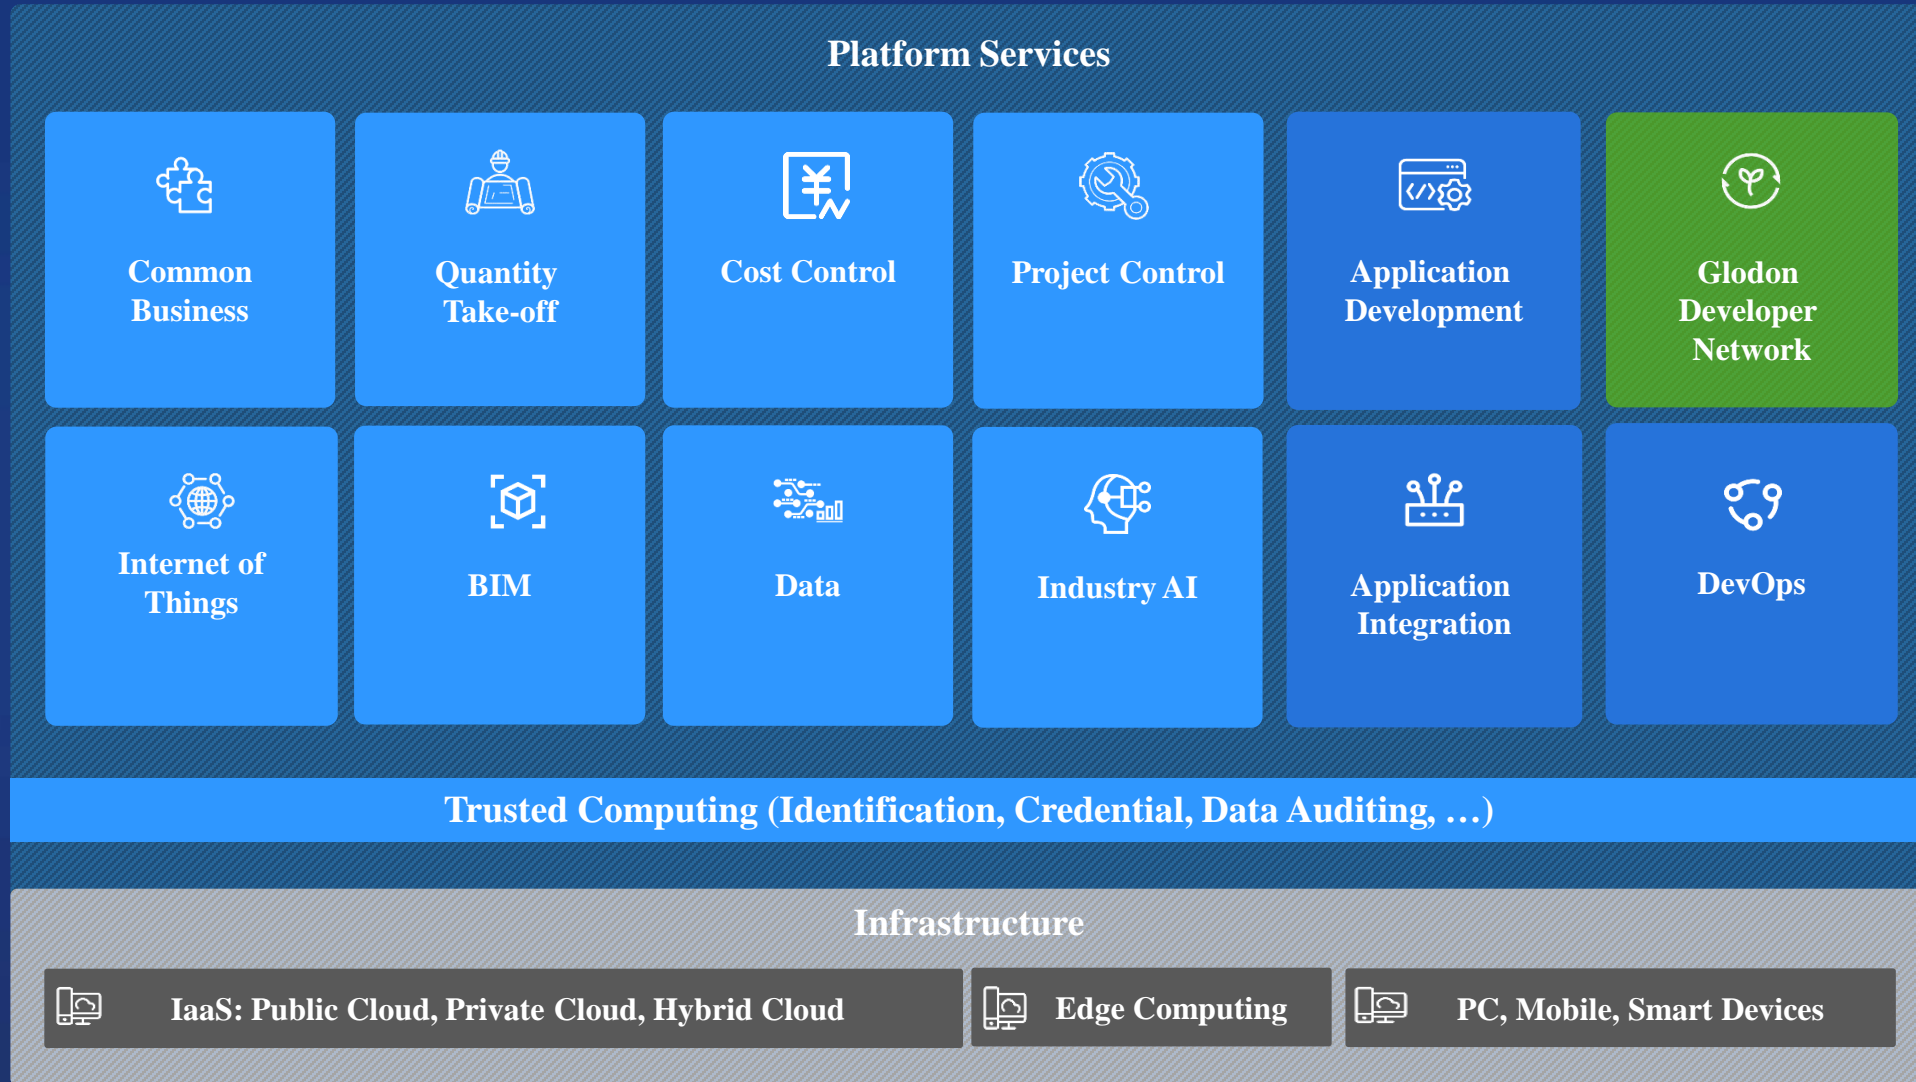 Platform Services
Common
Business
Quantity
Take-off
Cost Control
Project Control
Application
Development
Glodon
Developer
Network
Internet of
Things
BIM
Data
Industry AI
Application
Integration
DevOps
Trusted Computing (Identification, Credential, Data Auditing, …)
Infrastructure
IaaS: Public Cloud, Private Cloud, Hybrid Cloud
Edge Computing
PC, Mobile, Smart Devices